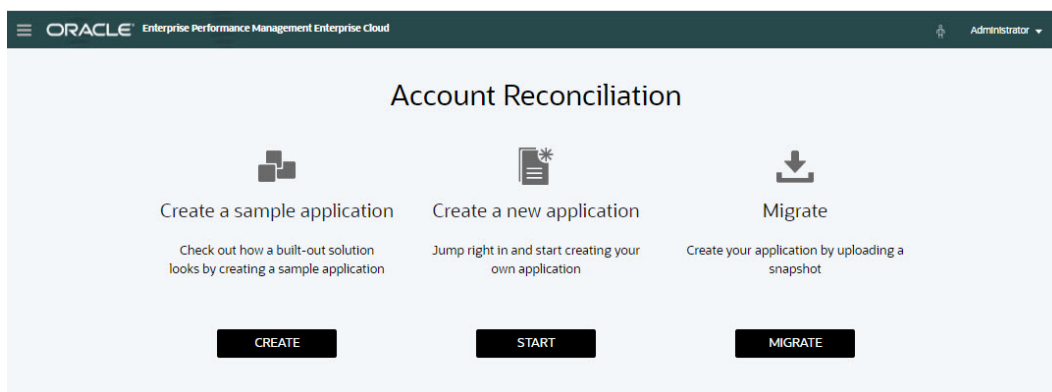 ORACLE Enterprise Performance Management Enterprise Cloud
Administrator
Account Reconciliation
Create a sample application
Check out how a built-out solution
looks by creating a sample application
CREATE
Create a new application
Jump right in and start creating your
own application
START
Migrate
Create your application by uploading a
snapshot
MIGRATE